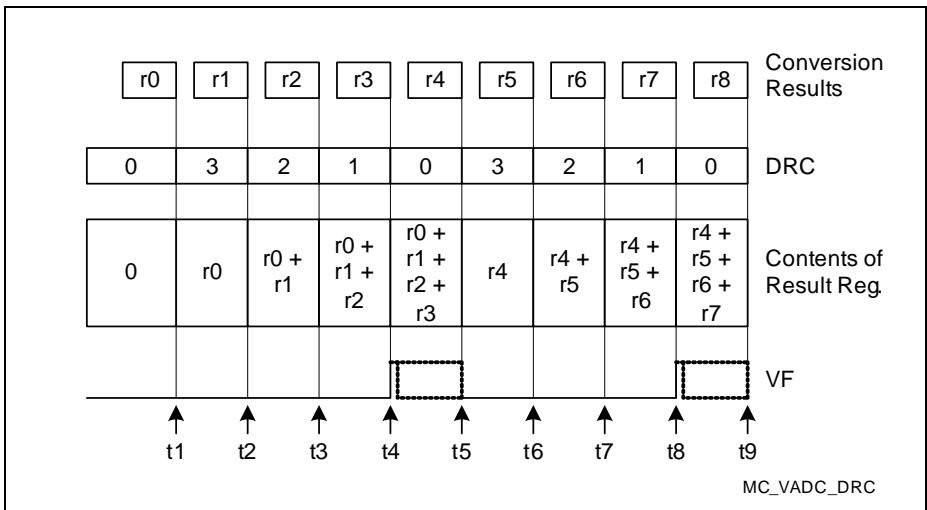 r0 r1 r2 r3 r4 r5 r6 r7 r8
Conversion
Results
0 3 2 1 0 3 2 1 0 DRC
0
r0
r0 +
r1
r0 +
r1 +
r2
r0 +
r1 +
r2 +
r3
r4
r4 +
r5
r4 +
r5 +
r6
r4 +
r5 +
r6 +
r7
Contents of
Result Reg.
VF
t1 t2 t3 t4 t5 t6 t7 t8 t9
MC_VADC_DRC